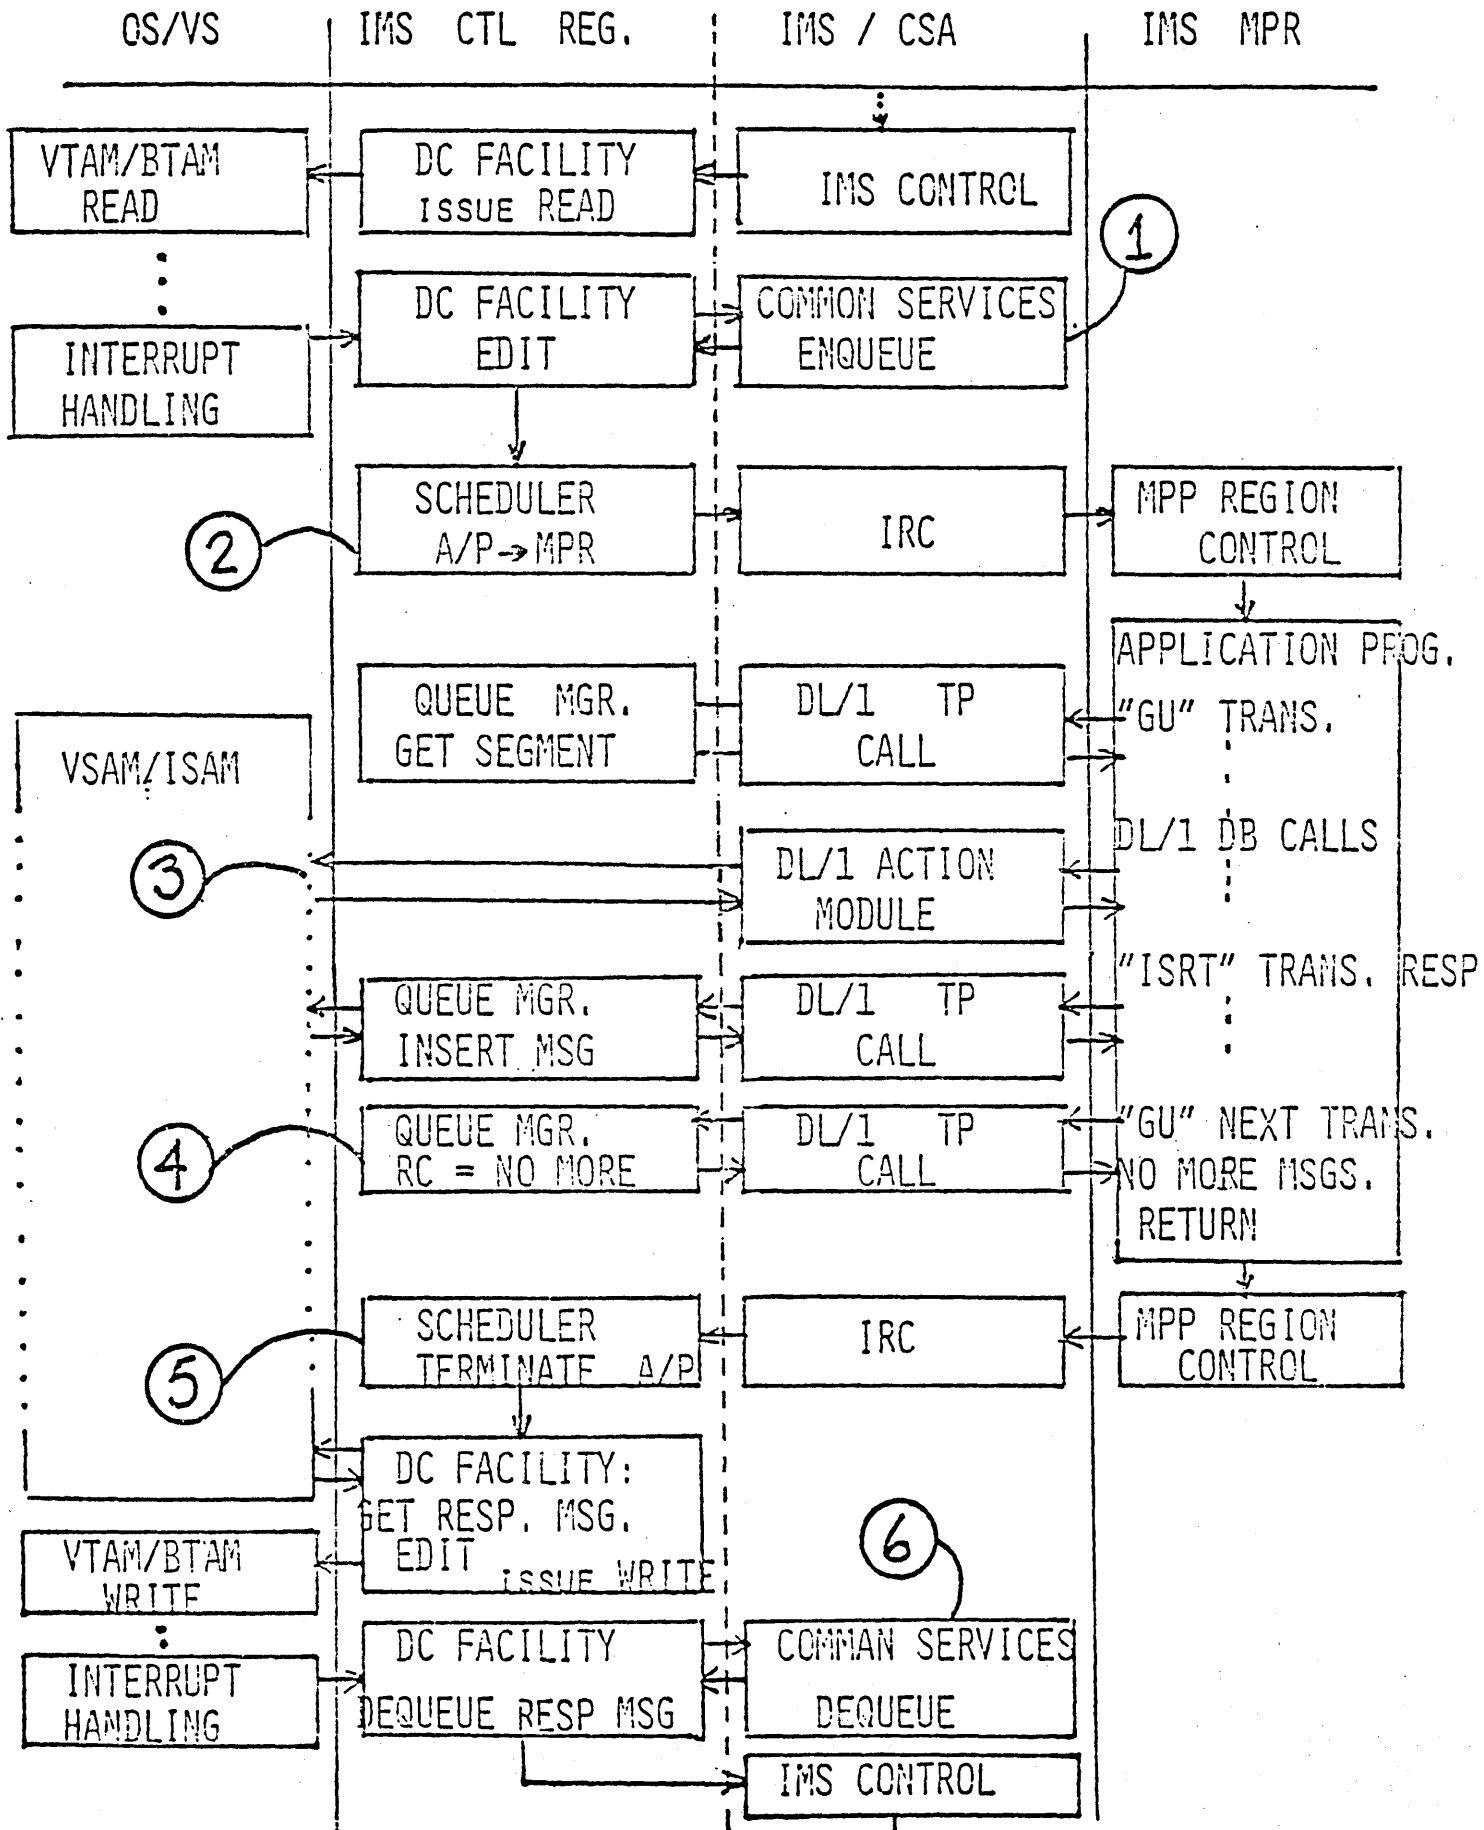 OS/VS
IMS CTL REG.
IMS / CSA
IMS MPR
VTAM/BTAM
READ
DC FACILITY
ISSUE READ
IMS CONTROL
1
INTERRUPT
HANDLING
DC FACILITY
EDIT
COMMON SERVICES
ENQUEUE
2
SCHEDULER
A/P→MPR
IRC
MPP REGION
CONTROL
QUEUE MGR.
GET SEGMENT
DL/1 TP
CALL
APPLICATION PROG.
"GU" TRANS.
VSAM/ISAM
3
DL/1 ACTION
MODULE
DL/1 DB CALLS
QUEUE MGR.
INSERT MSG
DL/1 TP
CALL
"ISRT" TRANS. RESP
4
QUEUE MGR.
RC = NO MORE
DL/1 TP
CALL
"GU" NEXT TRANS.
NO MORE MSGS.
RETURN
5
SCHEDULER
TERMINATE A/P
IRC
MPP REGION
CONTROL
DC FACILITY:
GET RESP. MSG.
EDIT
ISSUE WRITE
6
VTAM/BTAM
WRITE
INTERRUPT
HANDLING
DC FACILITY
DEQUEUE RESP MSG
COMMAN SERVICES
DEQUEUE
IMS CONTROL